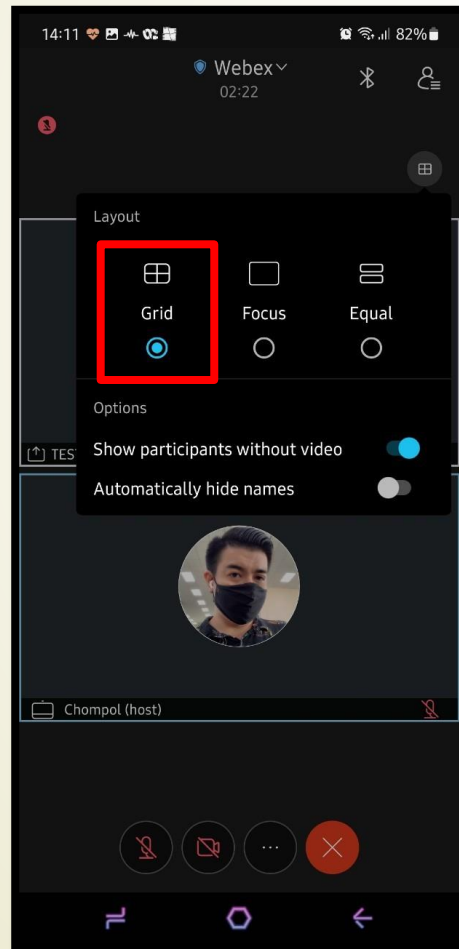 14:11 82%
Webex
02:22
Layout
Grid Focus Equal
Options
Show participants without video
Automatically hide names
TES
Chompol (host)